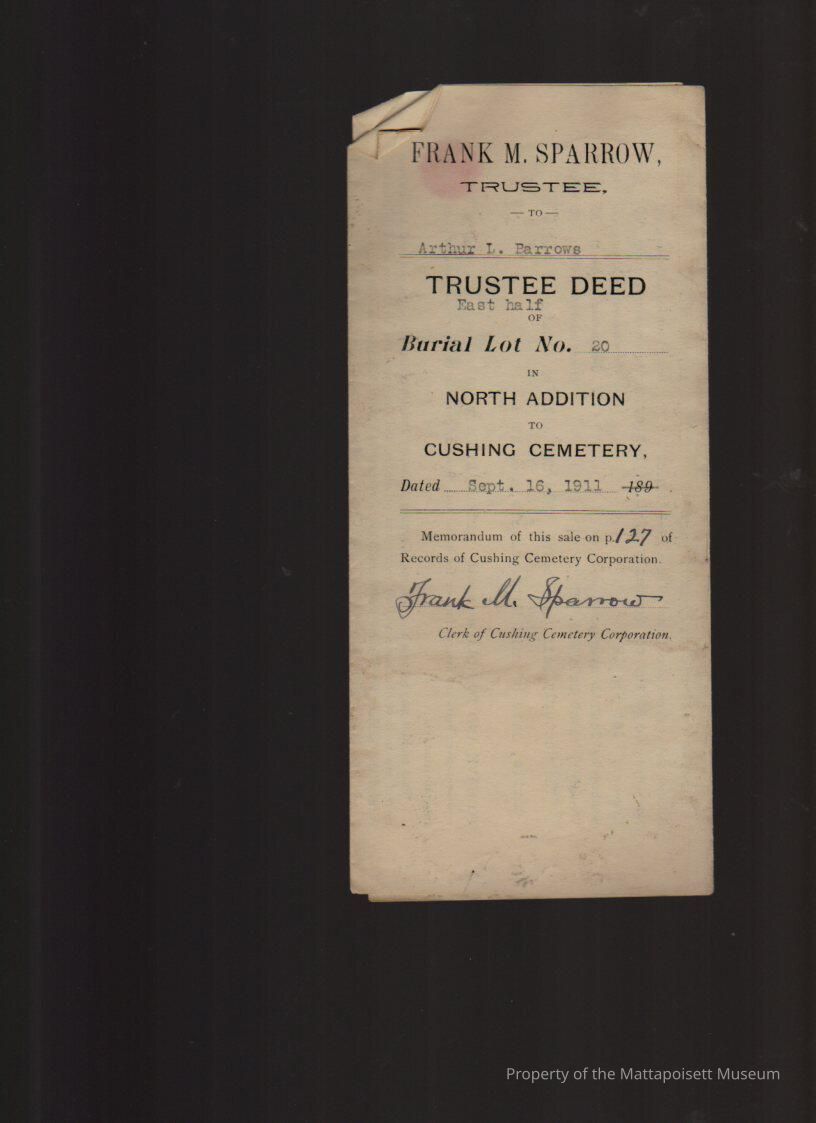 FRANK M. SPARROW,
TRUSTEE,
— TO —
Arthur L. Barrows
TRUSTEE DEED
East half
OF
Burial Lot No. 20
IN
NORTH ADDITION
TO
CUSHING CEMETERY,
Dated Sept. 16, 1911 189
Memorandum of this sale on p. 127 of
Records of Cushing Cemetery Corporation.
Frank M. Sparrow
Clerk of Cushing Cemetery Corporation.
Property of the Mattapoisett Museum